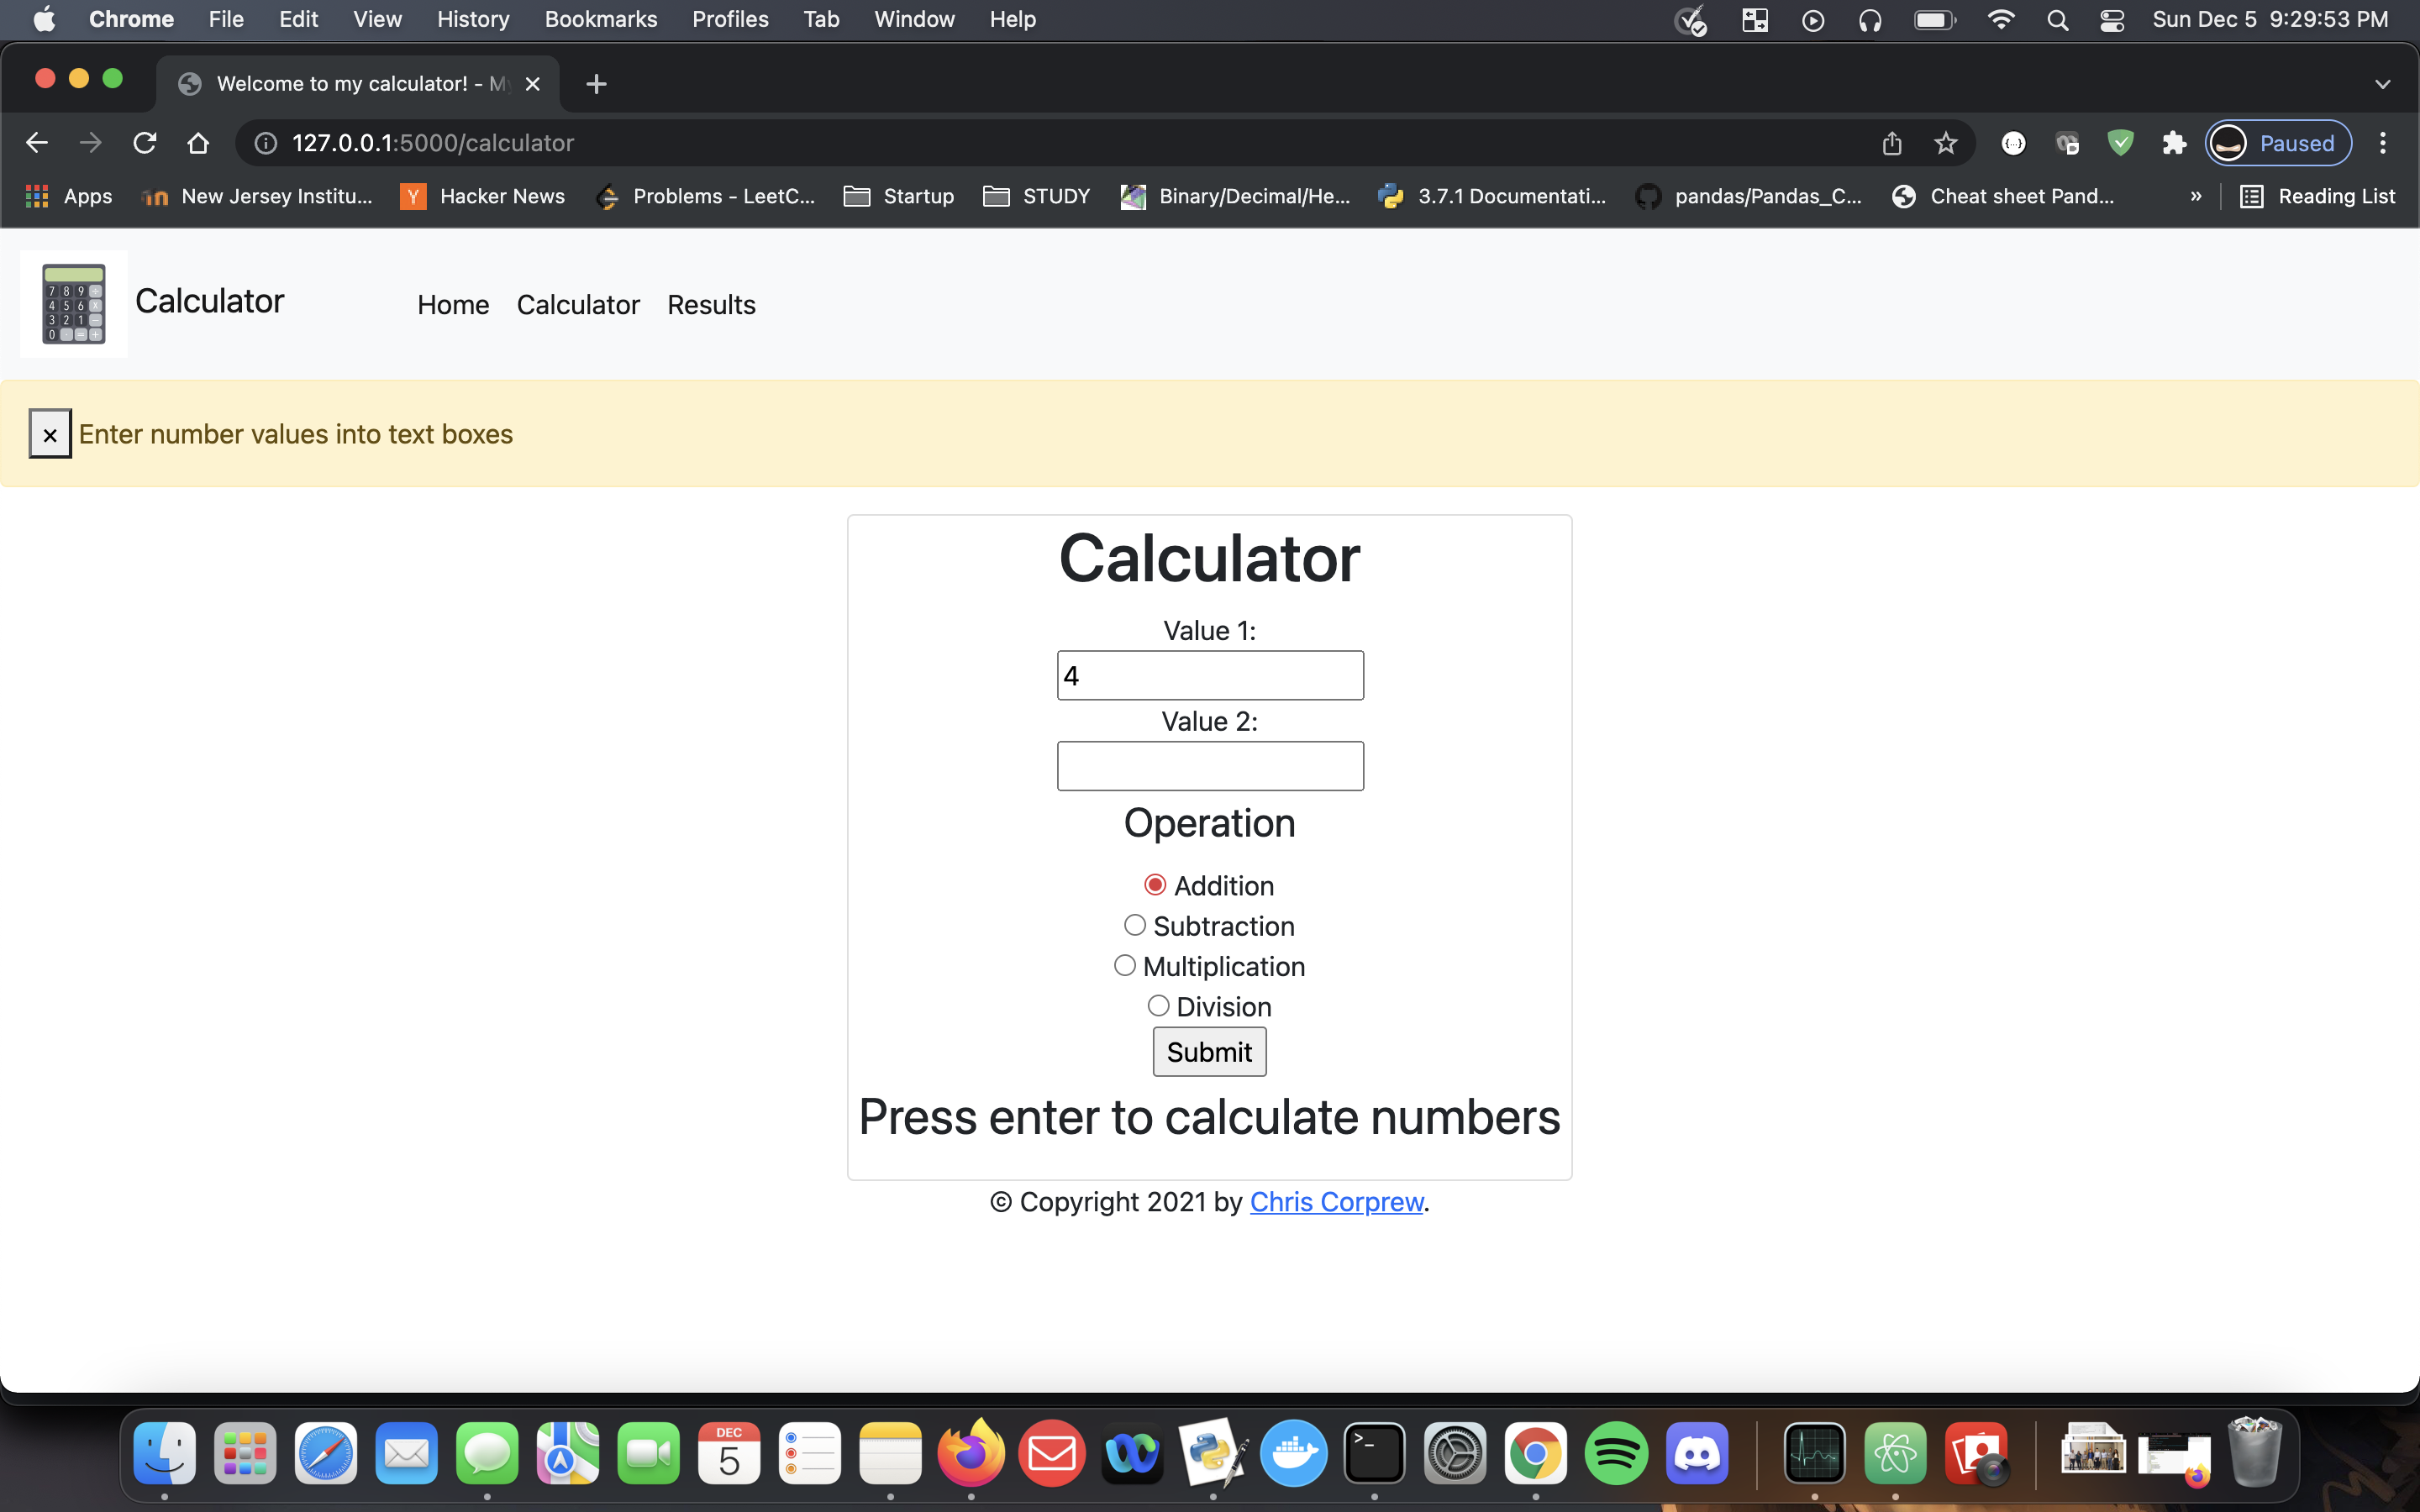 Chrome File Edit View History Bookmarks Profiles Tab Window Help Sun Dec 5 9:29:53 PM
Welcome to my calculator! - M
127.0.0.1:5000/calculator Paused
Apps New Jersey Institu... Hacker News Problems - LeetC... Startup STUDY Binary/Decimal/He... 3.7.1 Documentati... pandas/Pandas_C... Cheat sheet Pand... » Reading List
Calculator Home Calculator Results
× Enter number values into text boxes
Calculator
Value 1:
4
Value 2:
Operation
Addition
Subtraction
Multiplication
Division
Submit
Press enter to calculate numbers
© Copyright 2021 by Chris Corprew.
DEC
5